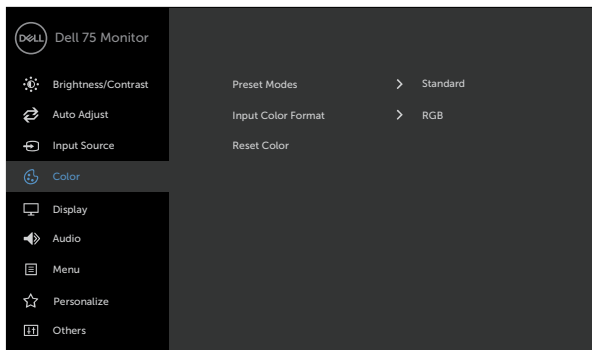 DELL Dell 75 Monitor
Brightness/Contrast
Auto Adjust
Input Source
Color
Display
Audio
Menu
Personalize
Others
Preset Modes > Standard
Input Color Format > RGB
Reset Color